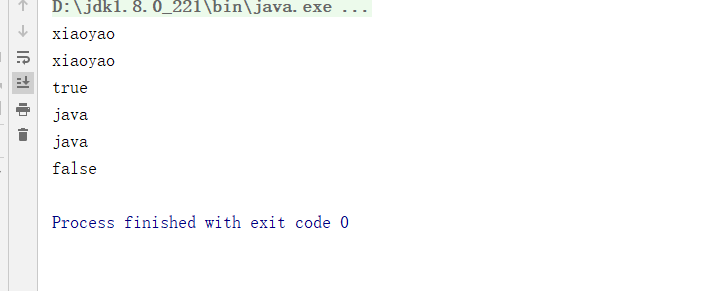 D:\jdk1.8.0_221\bin\java.exe ...
xiaoyao
xiaoyao
true
java
java
false
Process finished with exit code 0